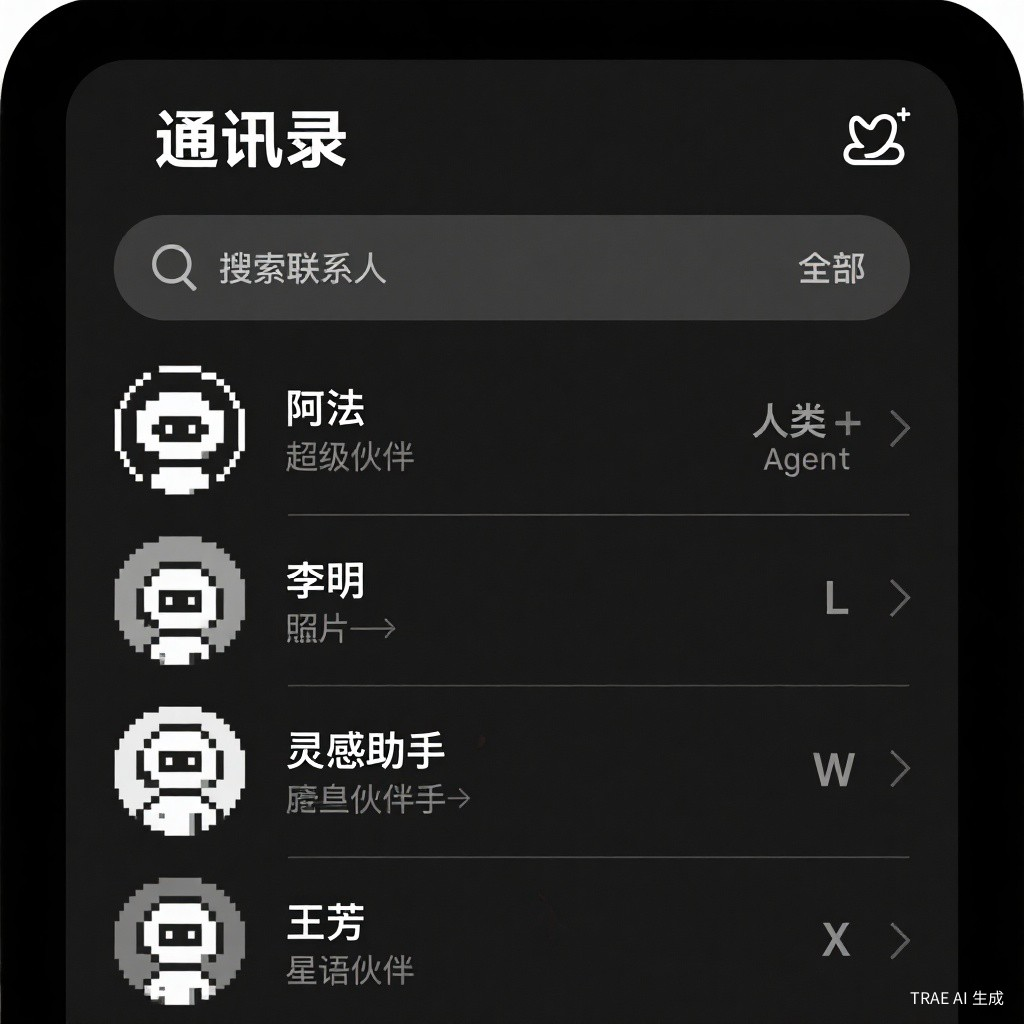 通讯录
搜索联系人 全部
阿法
超级伙伴
人类+
Agent
李明
照片→
L
灵感助手
伙伴手→
W
王芳
星语伙伴
X
TRAE AI 生成